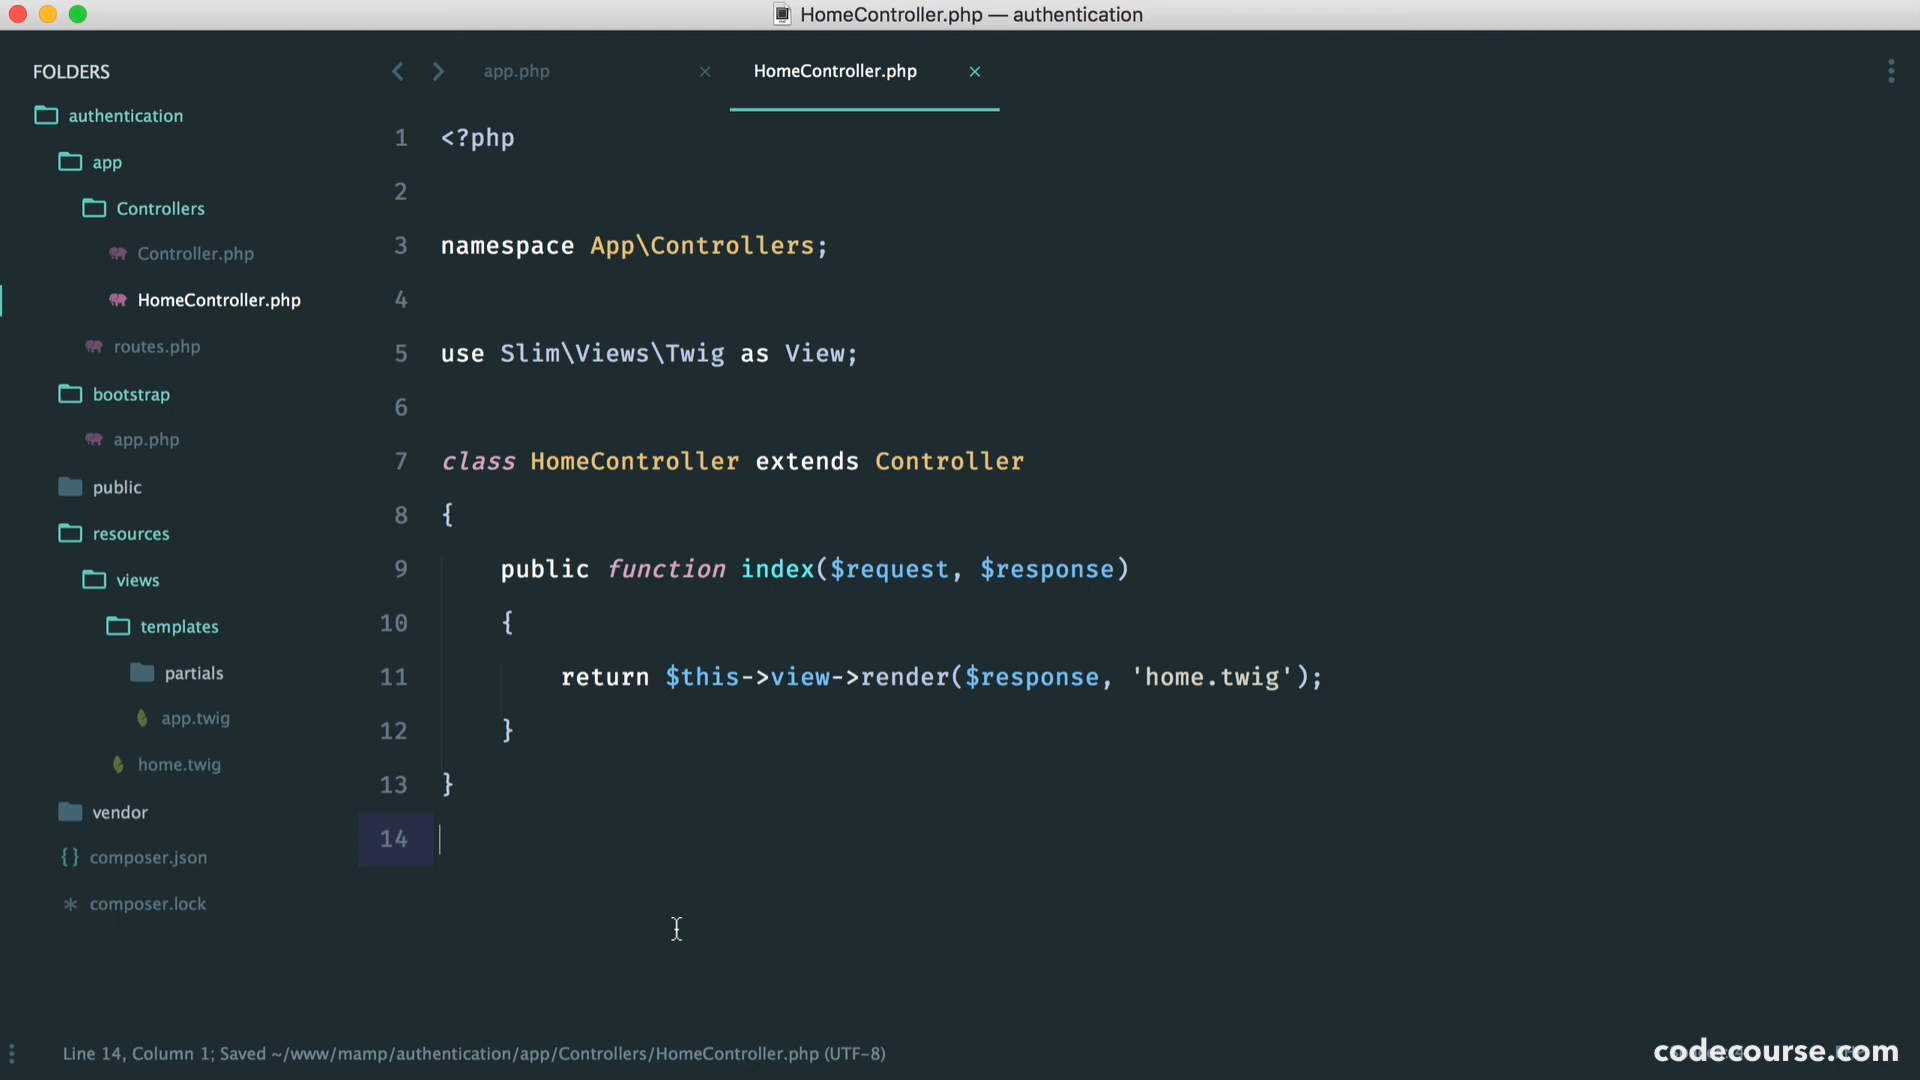 HomeController.php — authentication
FOLDERS
authentication
app
Controllers
Controller.php
HomeController.php
routes.php
bootstrap
app.php
public
resources
views
templates
partials
app.twig
home.twig
vendor
{} composer.json
* composer.lock
app.php ×
HomeController.php ×
1 <?php
2
3 namespace App\Controllers;
4
5 use Slim\Views\Twig as View;
6
7 class HomeController extends Controller
8 {
9 public function index($request, $response)
10 {
11 return $this->view->render($response, 'home.twig');
12 }
13 }
14
Line 14, Column 1; Saved ~/www/mamp/authentication/app/Controllers/HomeController.php (UTF-8)
codecourse.com